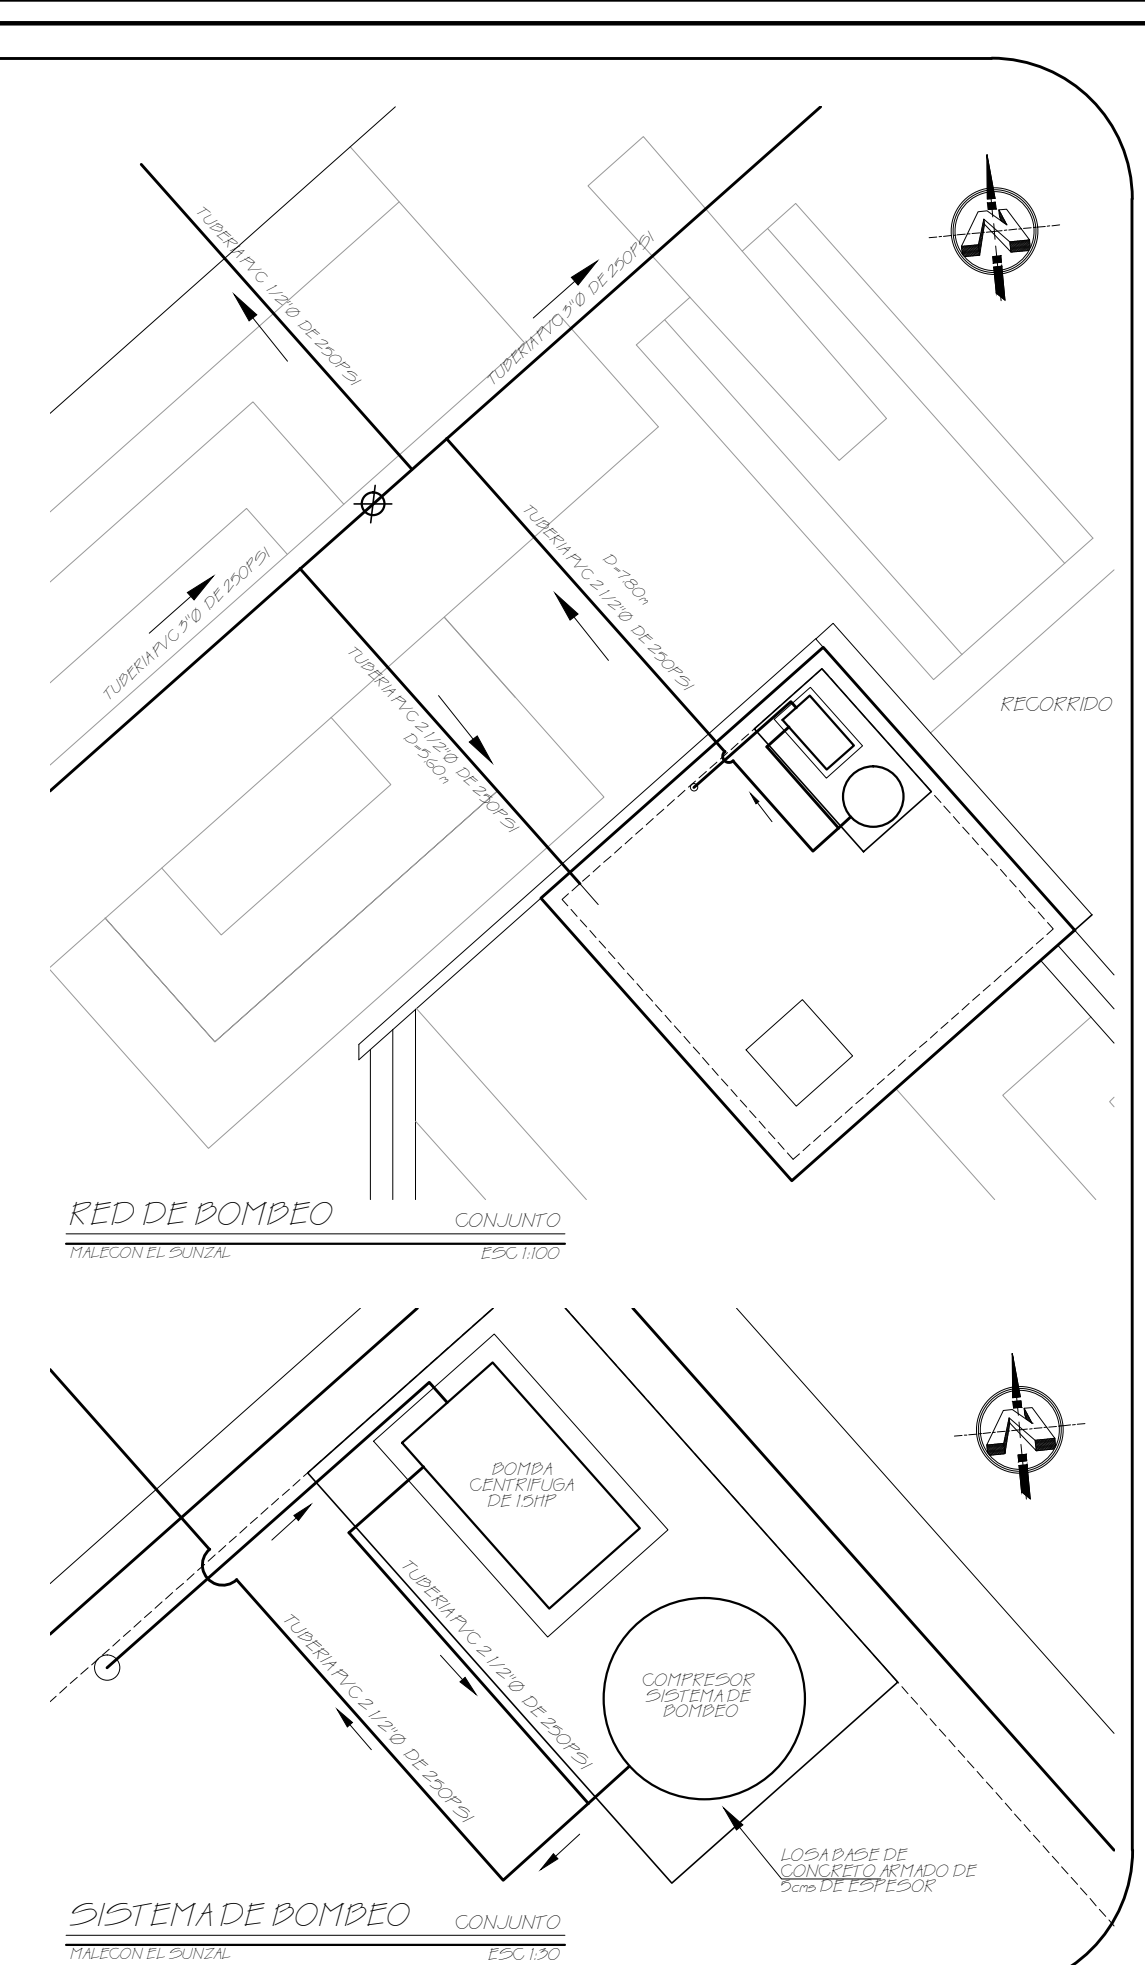 TUBERIA PVC 1/2"Ø DE 250PSI
TUBERIA PVC 3"Ø DE 250PSI
TUBERIA PVC 2 1/2"Ø DE 250PSI
D=7.80m
TUBERIA PVC 3"Ø DE 250PSI
TUBERIA PVC 2 1/2"Ø DE 250PSI
D=5.60m
RECORRIDO
N
RED DE BOMBEO CONJUNTO
MALECON EL SUNZAL ESC 1:100
N
BOMBA
CENTRIFUGA
DE 1.5HP
TUBERIA PVC 2 1/2"Ø DE 250PSI
TUBERIA PVC 2 1/2"Ø DE 250PSI
COMPRESOR
SISTEMA DE
BOMBEO
LOSA BASE DE
CONCRETO ARMADO DE
5cms DE ESPESOR
SISTEMA DE BOMBEO CONJUNTO
MALECON EL SUNZAL ESC 1:30